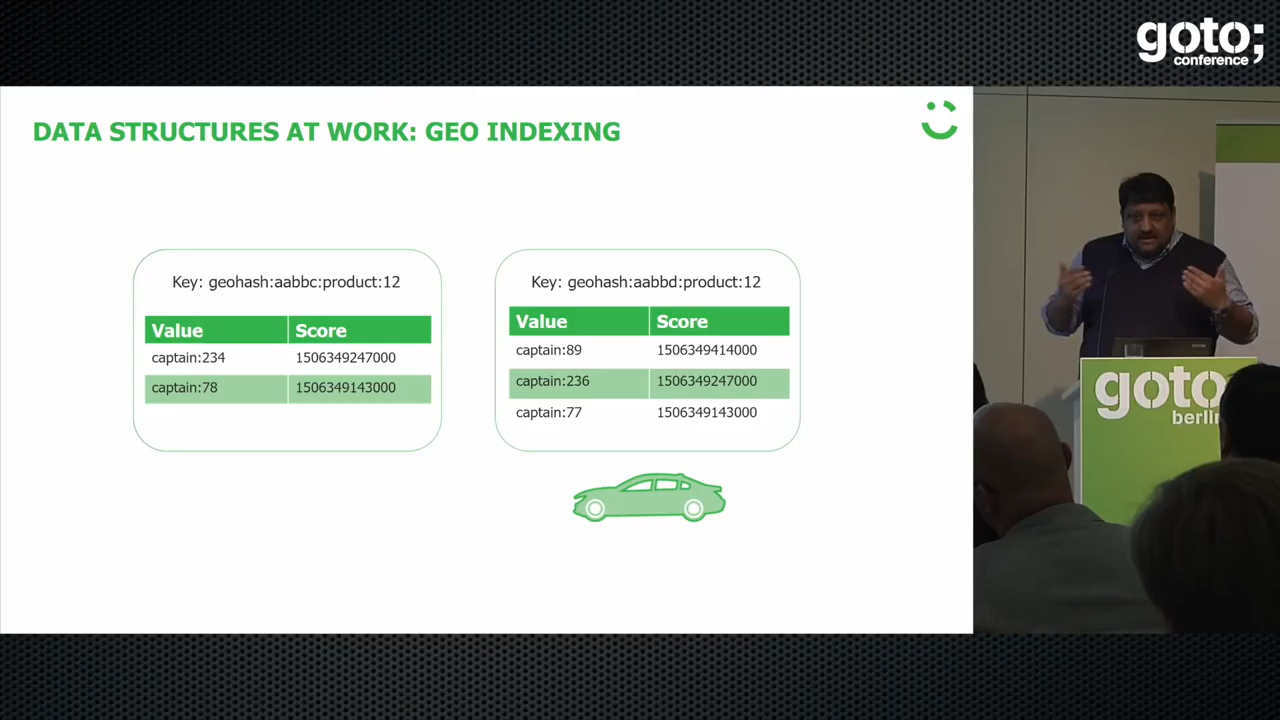 goto;
conference
DATA STRUCTURES AT WORK: GEO INDEXING
Key: geohash:aabbc:product:12
Value Score
captain:234 1506349247000
captain:78 1506349143000
Key: geohash:aabbd:product:12
Value Score
captain:89 1506349414000
captain:236 1506349247000
captain:77 1506349143000
goto
berlin